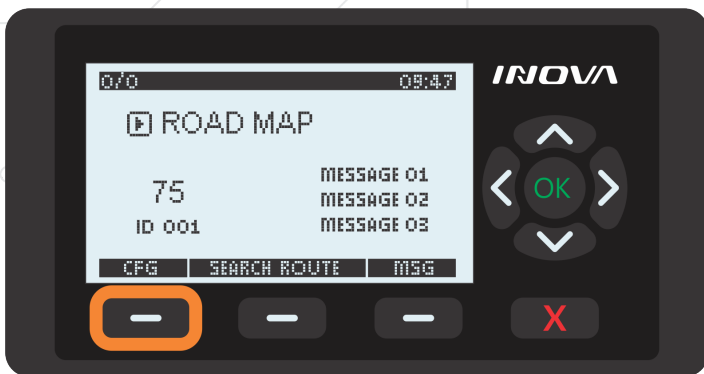 0/0 09:47
INOVA
ROAD MAP
75
ID 001
MESSAGE 01
MESSAGE 02
MESSAGE 03
OK
CFG SEARCH ROUTE MSG
X